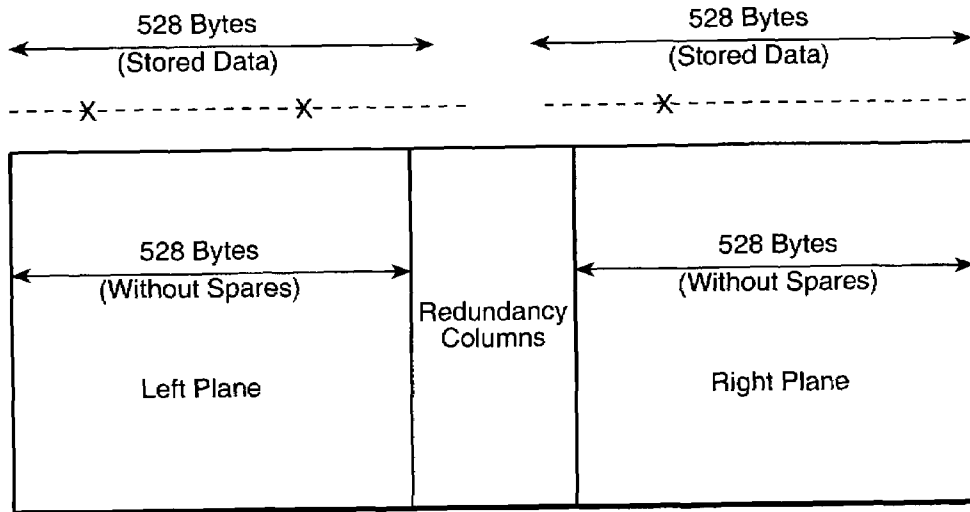 528 Bytes
(Stored Data)
528 Bytes
(Stored Data)
X
X
X
528 Bytes
(Without Spares)
528 Bytes
(Without Spares)
Redundancy
Columns
Left Plane
Right Plane